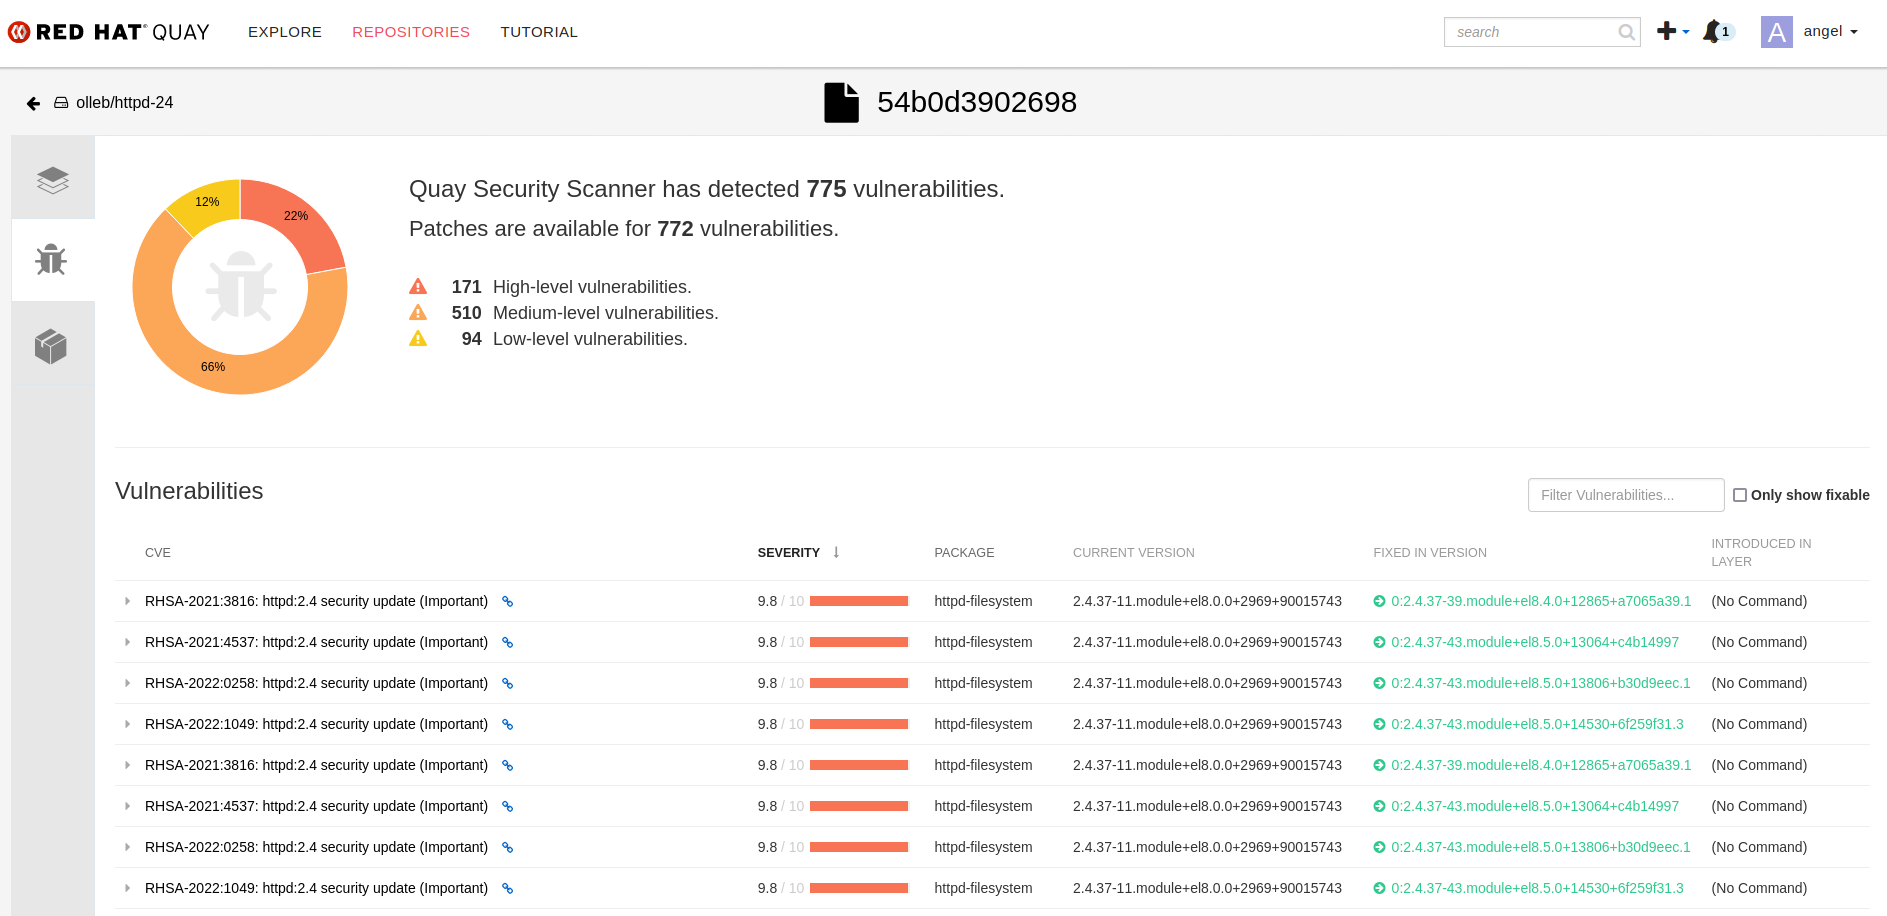 RED HAT® QUAY EXPLORE REPOSITORIES TUTORIAL search 1 A angel
olleb/httpd-24 54b0d3902698
12%
22%
66%
Quay Security Scanner has detected 775 vulnerabilities.
Patches are available for 772 vulnerabilities.
171 High-level vulnerabilities.
510 Medium-level vulnerabilities.
94 Low-level vulnerabilities.
Vulnerabilities Filter Vulnerabilities... Only show fixable
CVE SEVERITY ↓ PACKAGE CURRENT VERSION FIXED IN VERSION INTRODUCED IN
LAYER
RHSA-2021:3816: httpd:2.4 security update (Important) 9.8 / 10 httpd-filesystem 2.4.37-11.module+el8.0.0+2969+90015743 0:2.4.37-39.module+el8.4.0+12865+a7065a39.1 (No Command)
RHSA-2021:4537: httpd:2.4 security update (Important) 9.8 / 10 httpd-filesystem 2.4.37-11.module+el8.0.0+2969+90015743 0:2.4.37-43.module+el8.5.0+13064+c4b14997 (No Command)
RHSA-2022:0258: httpd:2.4 security update (Important) 9.8 / 10 httpd-filesystem 2.4.37-11.module+el8.0.0+2969+90015743 0:2.4.37-43.module+el8.5.0+13806+b30d9eec.1 (No Command)
RHSA-2022:1049: httpd:2.4 security update (Important) 9.8 / 10 httpd-filesystem 2.4.37-11.module+el8.0.0+2969+90015743 0:2.4.37-43.module+el8.5.0+14530+6f259f31.3 (No Command)
RHSA-2021:3816: httpd:2.4 security update (Important) 9.8 / 10 httpd-filesystem 2.4.37-11.module+el8.0.0+2969+90015743 0:2.4.37-39.module+el8.4.0+12865+a7065a39.1 (No Command)
RHSA-2021:4537: httpd:2.4 security update (Important) 9.8 / 10 httpd-filesystem 2.4.37-11.module+el8.0.0+2969+90015743 0:2.4.37-43.module+el8.5.0+13064+c4b14997 (No Command)
RHSA-2022:0258: httpd:2.4 security update (Important) 9.8 / 10 httpd-filesystem 2.4.37-11.module+el8.0.0+2969+90015743 0:2.4.37-43.module+el8.5.0+13806+b30d9eec.1 (No Command)
RHSA-2022:1049: httpd:2.4 security update (Important) 9.8 / 10 httpd-filesystem 2.4.37-11.module+el8.0.0+2969+90015743 0:2.4.37-43.module+el8.5.0+14530+6f259f31.3 (No Command)